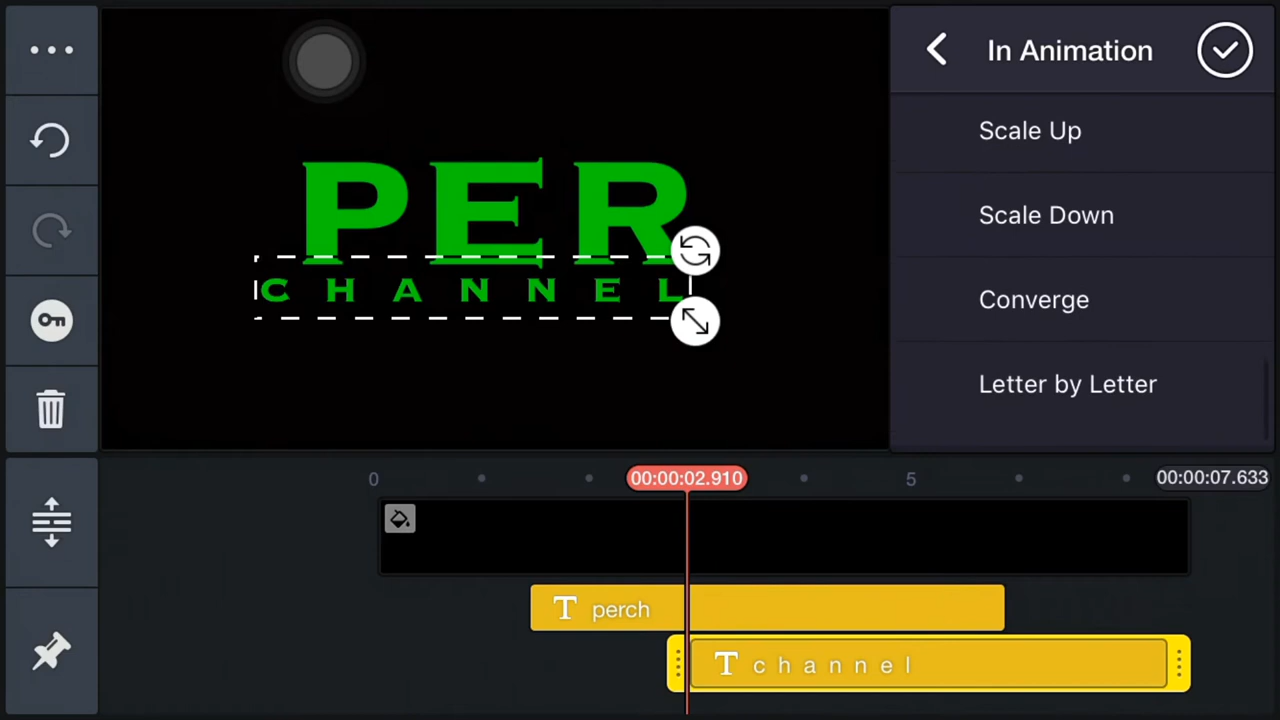 In Animation
Scale Up
Scale Down
Converge
Letter by Letter
PER
CHANNEL
0
00:00:02.910
5
00:00:07.633
T perch
T channel